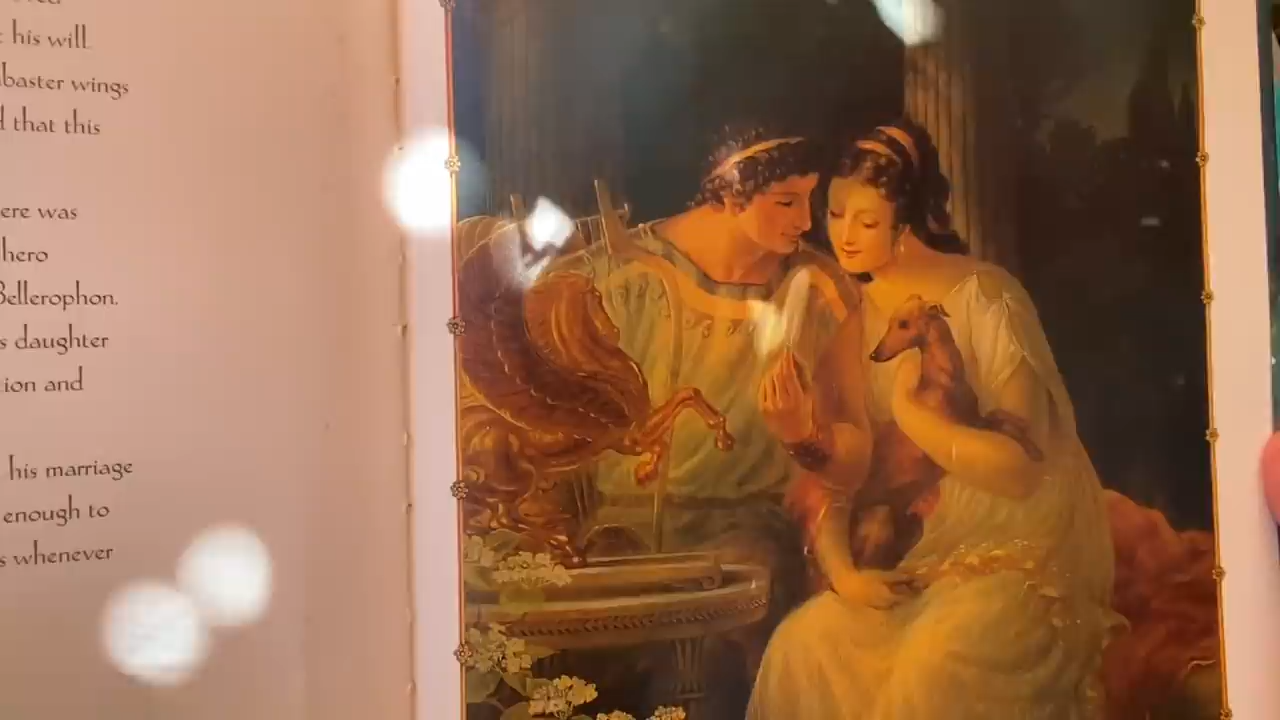 his will.
baster wings
that this
ere was
hero
Bellerophon.
s daughter
ion and
his marriage
enough to
s whenever